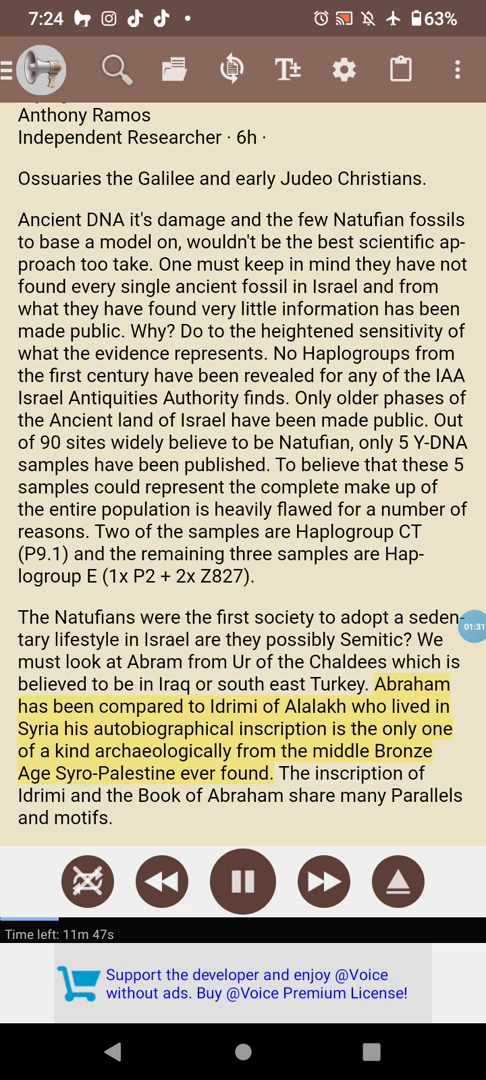 7:24
63%
T±
Anthony Ramos
Independent Researcher · 6h ·
Ossuaries the Galilee and early Judeo Christians.
Ancient DNA it's damage and the few Natufian fossils
to base a model on, wouldn't be the best scientific ap-
proach too take. One must keep in mind they have not
found every single ancient fossil in Israel and from
what they have found very little information has been
made public. Why? Do to the heightened sensitivity of
what the evidence represents. No Haplogroups from
the first century have been revealed for any of the IAA
Israel Antiquities Authority finds. Only older phases of
the Ancient land of Israel have been made public. Out
of 90 sites widely believe to be Natufian, only 5 Y-DNA
samples have been published. To believe that these 5
samples could represent the complete make up of
the entire population is heavily flawed for a number of
reasons. Two of the samples are Haplogroup CT
(P9.1) and the remaining three samples are Hap-
logroup E (1x P2 + 2x Z827).
The Natufians were the first society to adopt a seden-
tary lifestyle in Israel are they possibly Semitic? We
01:31
must look at Abram from Ur of the Chaldees which is
believed to be in Iraq or south east Turkey. Abraham
has been compared to Idrimi of Alalakh who lived in
Syria his autobiographical inscription is the only one
of a kind archaeologically from the middle Bronze
Age Syro-Palestine ever found. The inscription of
Idrimi and the Book of Abraham share many Parallels
and motifs.
Time left: 11m 47s
Support the developer and enjoy @Voice
without ads. Buy @Voice Premium License!